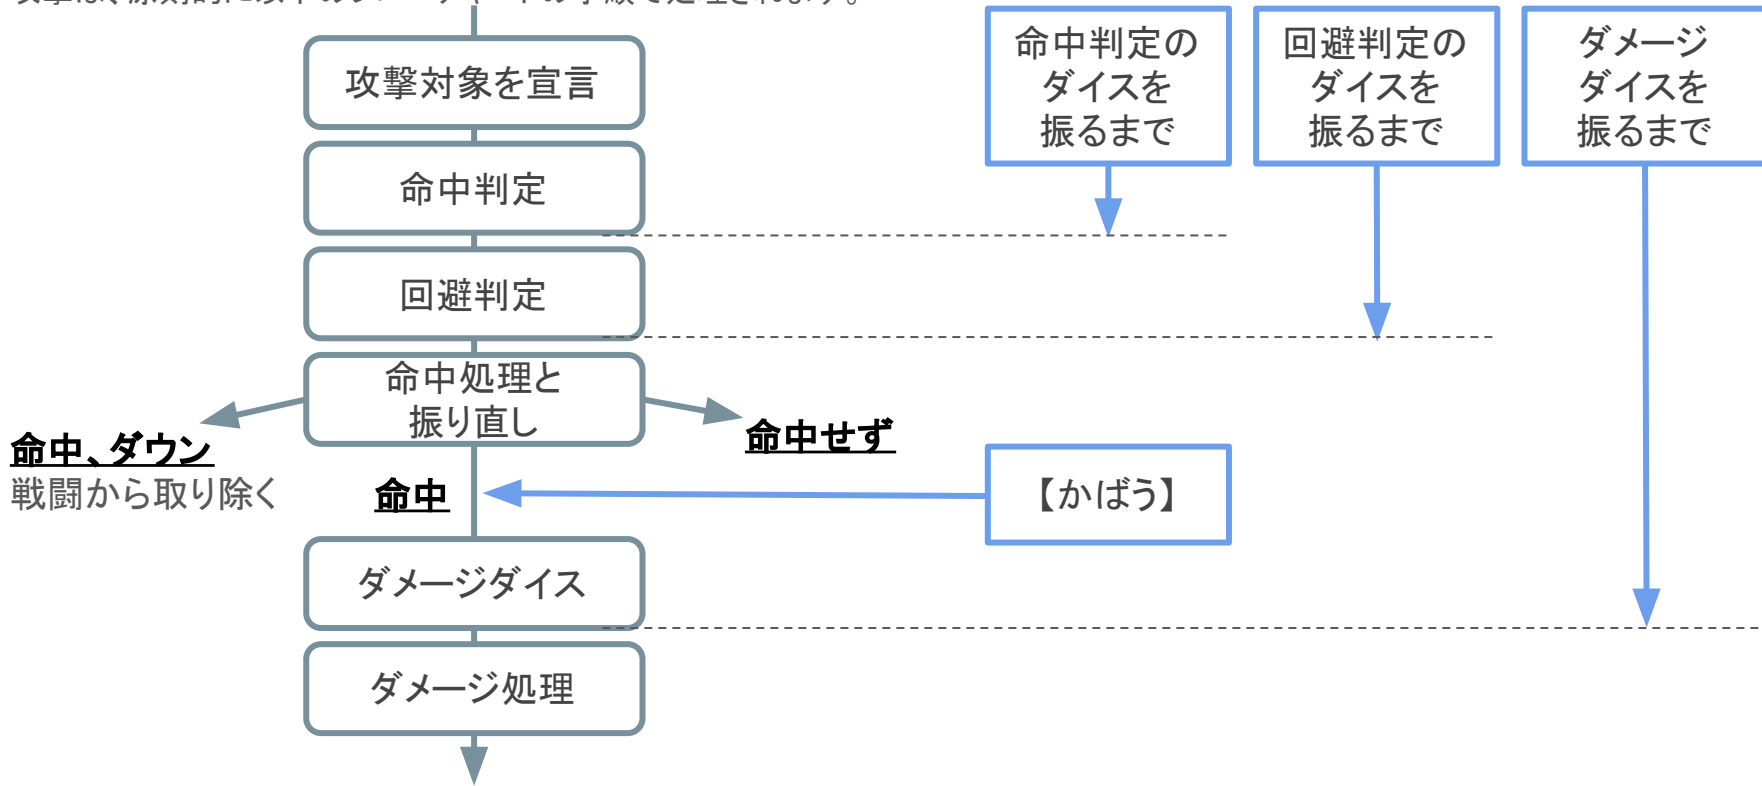 攻撃対象を宣言
命中判定
回避判定
命中処理と
振り直し
命中、ダウン
戦闘から取り除く
命中せず
命中
ダメージダイス
ダメージ処理
命中判定の
ダイスを
振るまで
回避判定の
ダイスを
振るまで
ダメージ
ダイスを
振るまで
【かばう】